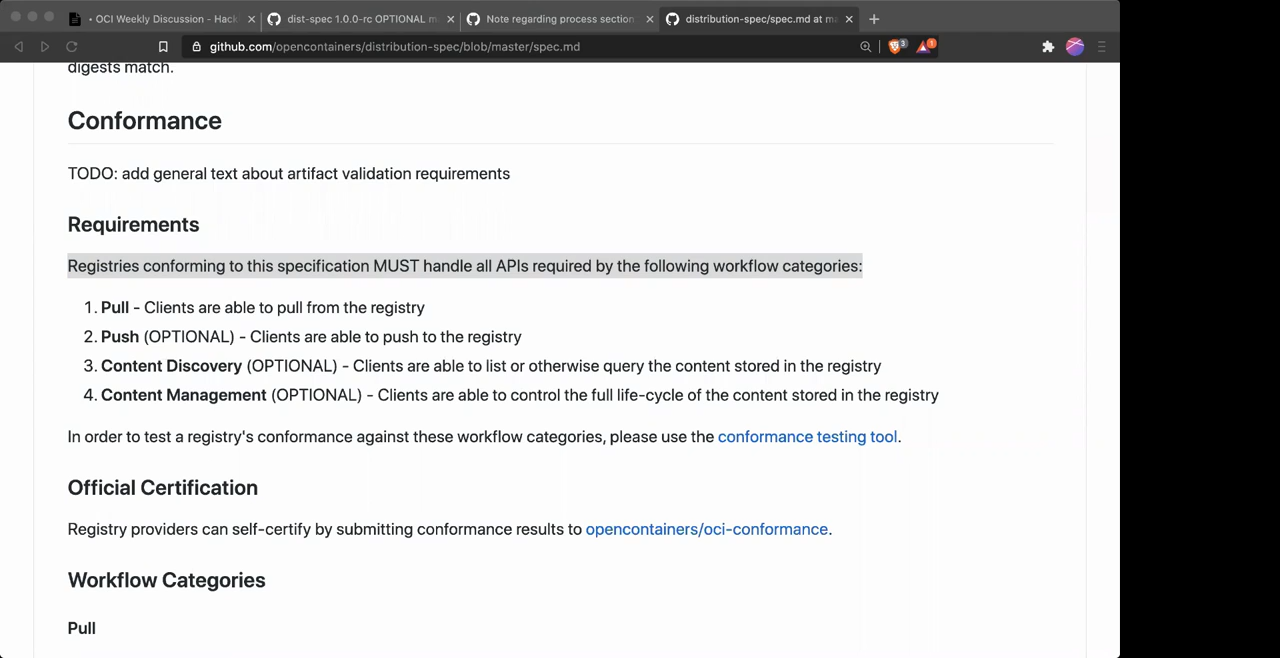 • OCI Weekly Discussion - Hack
dist-spec 1.0.0-rc OPTIONAL m
Note regarding process section
distribution-spec/spec.md at ma
github.com/opencontainers/distribution-spec/blob/master/spec.md
3
1
digests match.
Conformance
TODO: add general text about artifact validation requirements
Requirements
Registries conforming to this specification MUST handle all APIs required by the following workflow categories:
1. Pull - Clients are able to pull from the registry
2. Push (OPTIONAL) - Clients are able to push to the registry
3. Content Discovery (OPTIONAL) - Clients are able to list or otherwise query the content stored in the registry
4. Content Management (OPTIONAL) - Clients are able to control the full life-cycle of the content stored in the registry
In order to test a registry's conformance against these workflow categories, please use the conformance testing tool.
Official Certification
Registry providers can self-certify by submitting conformance results to opencontainers/oci-conformance.
Workflow Categories
Pull